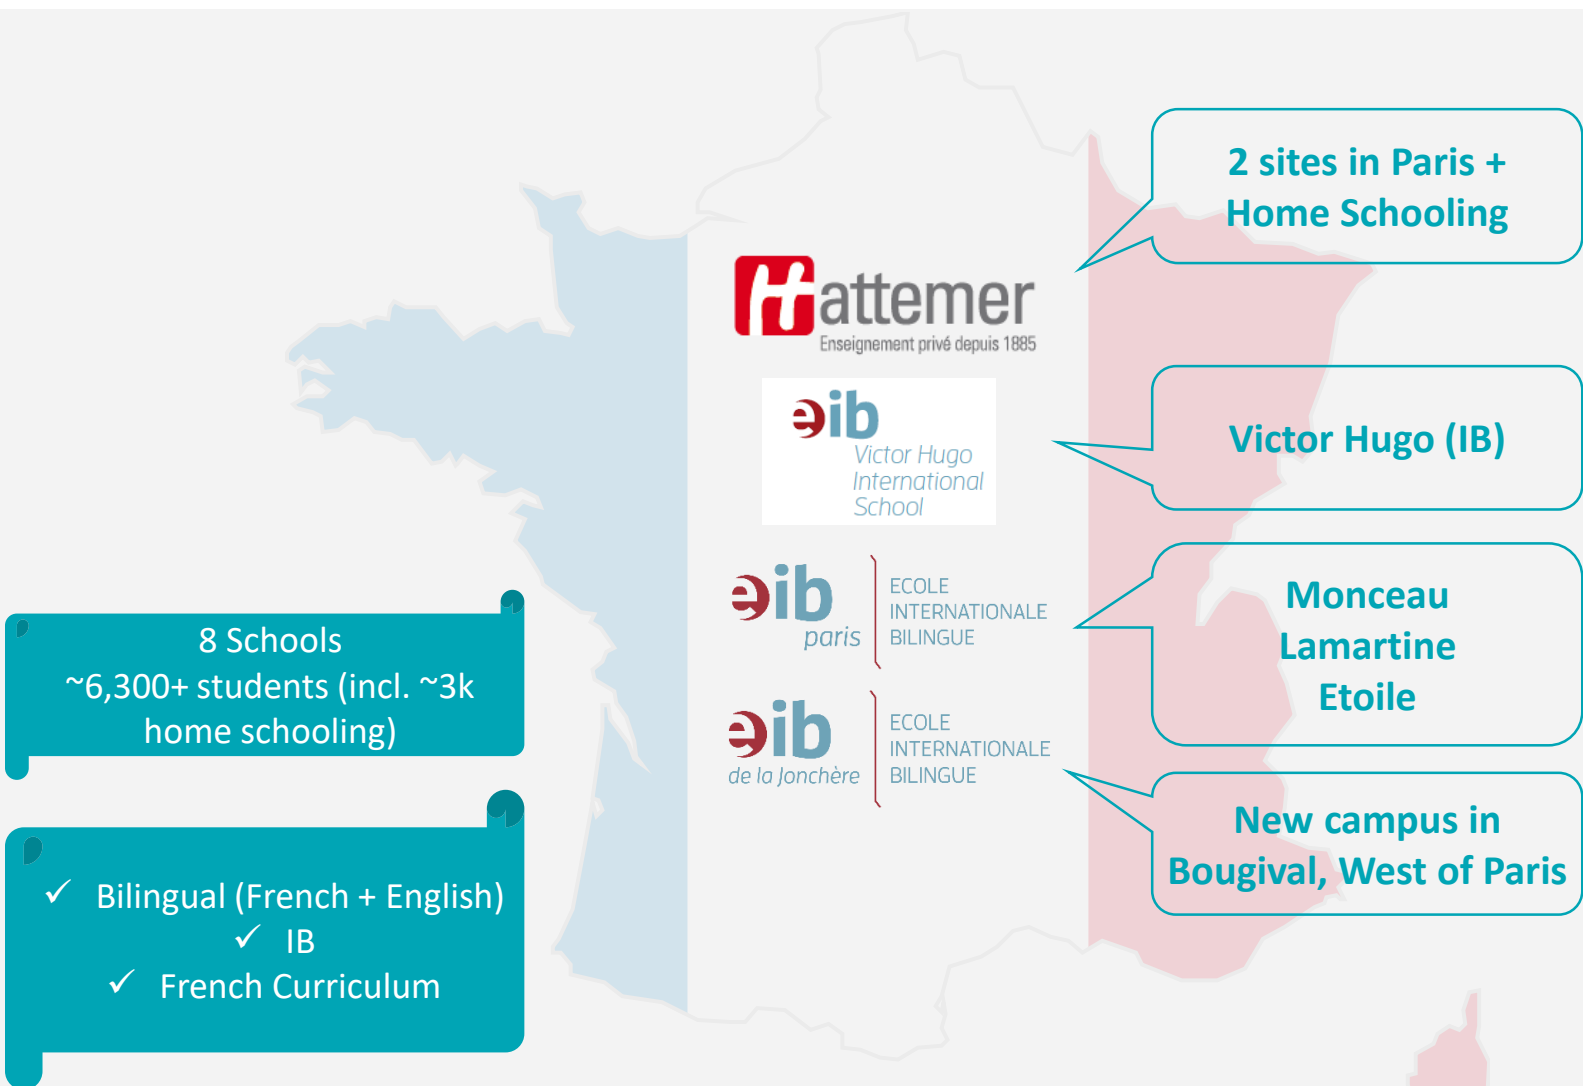 2 sites in Paris +
Home Schooling
Hattemer
Enseignement privé depuis 1885
eib
Victor Hugo
International
School
Victor Hugo (IB)
eib
paris
ECOLE
INTERNATIONALE
BILINGUE
Monceau
Lamartine
Etoile
eib
de la Jonchère
ECOLE
INTERNATIONALE
BILINGUE
New campus in
Bougival, West of Paris
8 Schools
~6,300+ students (incl. ~3k
home schooling)
✓ Bilingual (French + English)
✓ IB
✓ French Curriculum